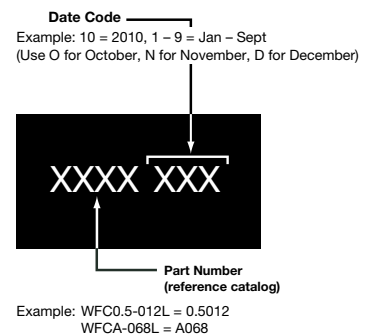 Date Code
Example: 10 = 2010, 1 – 9 = Jan – Sept
(Use O for October, N for November, D for December)
XXXX XXX
Part Number
(reference catalog)
Example: WFC0.5-012L = 0.5012
WFCA-068L = A068